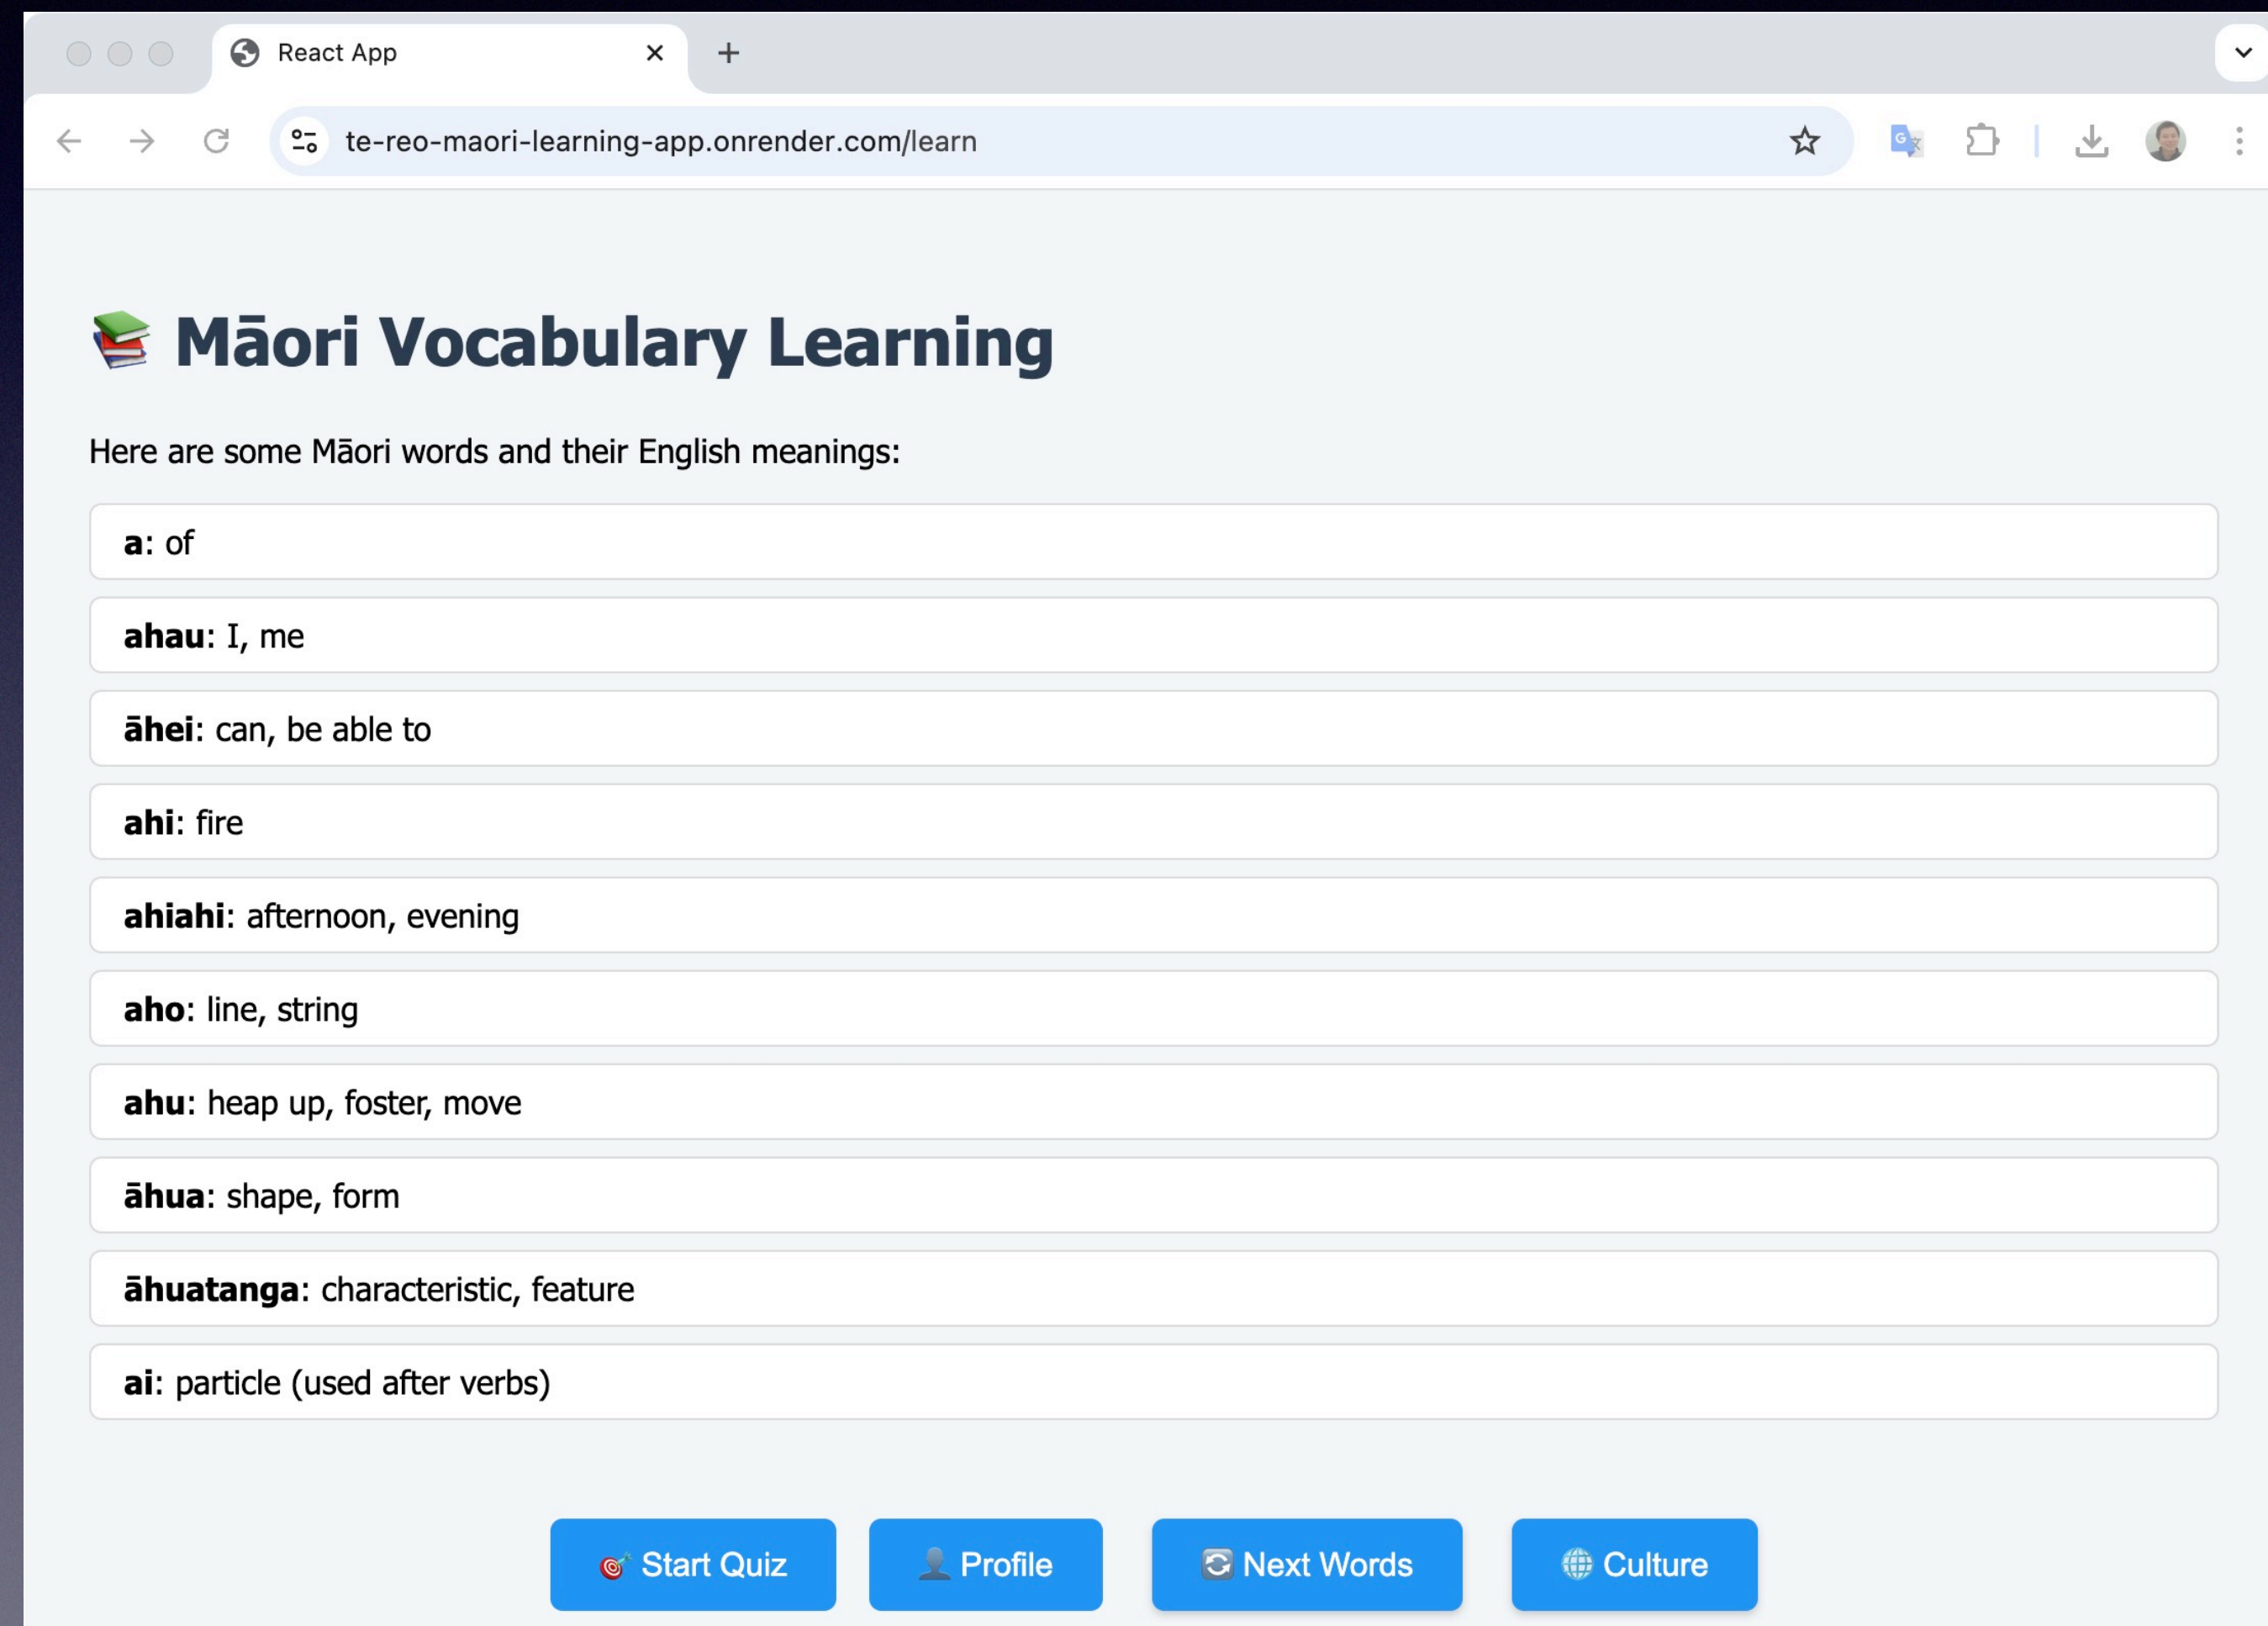 React App
te-reo-maori-learning-app.onrender.com/learn
Māori Vocabulary Learning
Here are some Māori words and their English meanings:
a: of
ahau: I, me
āhei: can, be able to
ahi: fire
ahiahi: afternoon, evening
aho: line, string
ahu: heap up, foster, move
āhua: shape, form
āhuatanga: characteristic, feature
ai: particle (used after verbs)
Start Quiz
Profile
Next Words
Culture